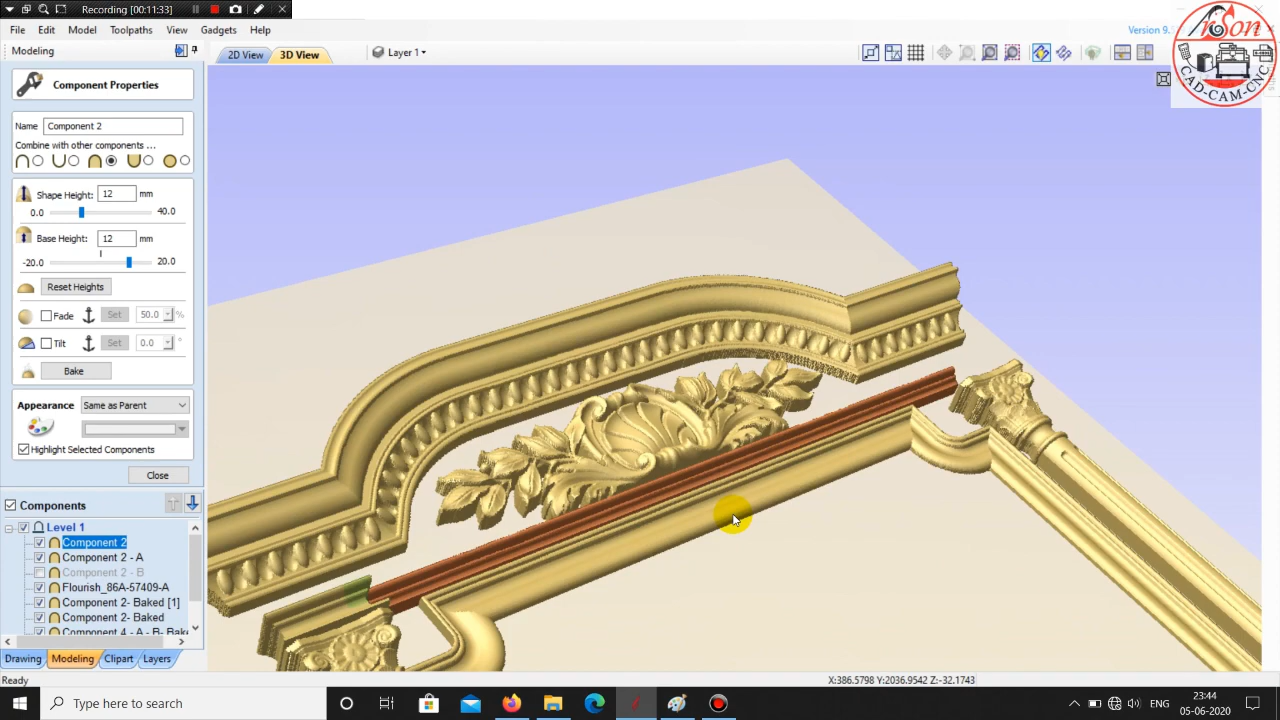 Recording [00:11:33]
File Edit Model Toolpaths View Gadgets Help
Version 9.
Modeling
2D View 3D View Layer 1
Component Properties
Name Component 2
Combine with other components ...
Shape Height: 12 mm
0.0 40.0
Base Height: 12 mm
-20.0 20.0
Reset Heights
Fade Set 50.0 %
Tilt Set 0.0 °
Bake
Appearance Same as Parent
Highlight Selected Components
Close
Components
Level 1
Component 2
Component 2 - A
Component 2 - B
Flourish_86A-57409-A
Component 2- Baked [1]
Component 2- Baked
Component 4 - A - B- Bake
Drawing Modeling Clipart Layers
Ready
X:386.5798 Y:2036.9542 Z:-32.1743
Type here to search
ENG
23:44
05-06-2020
CAD-CAM-CNC